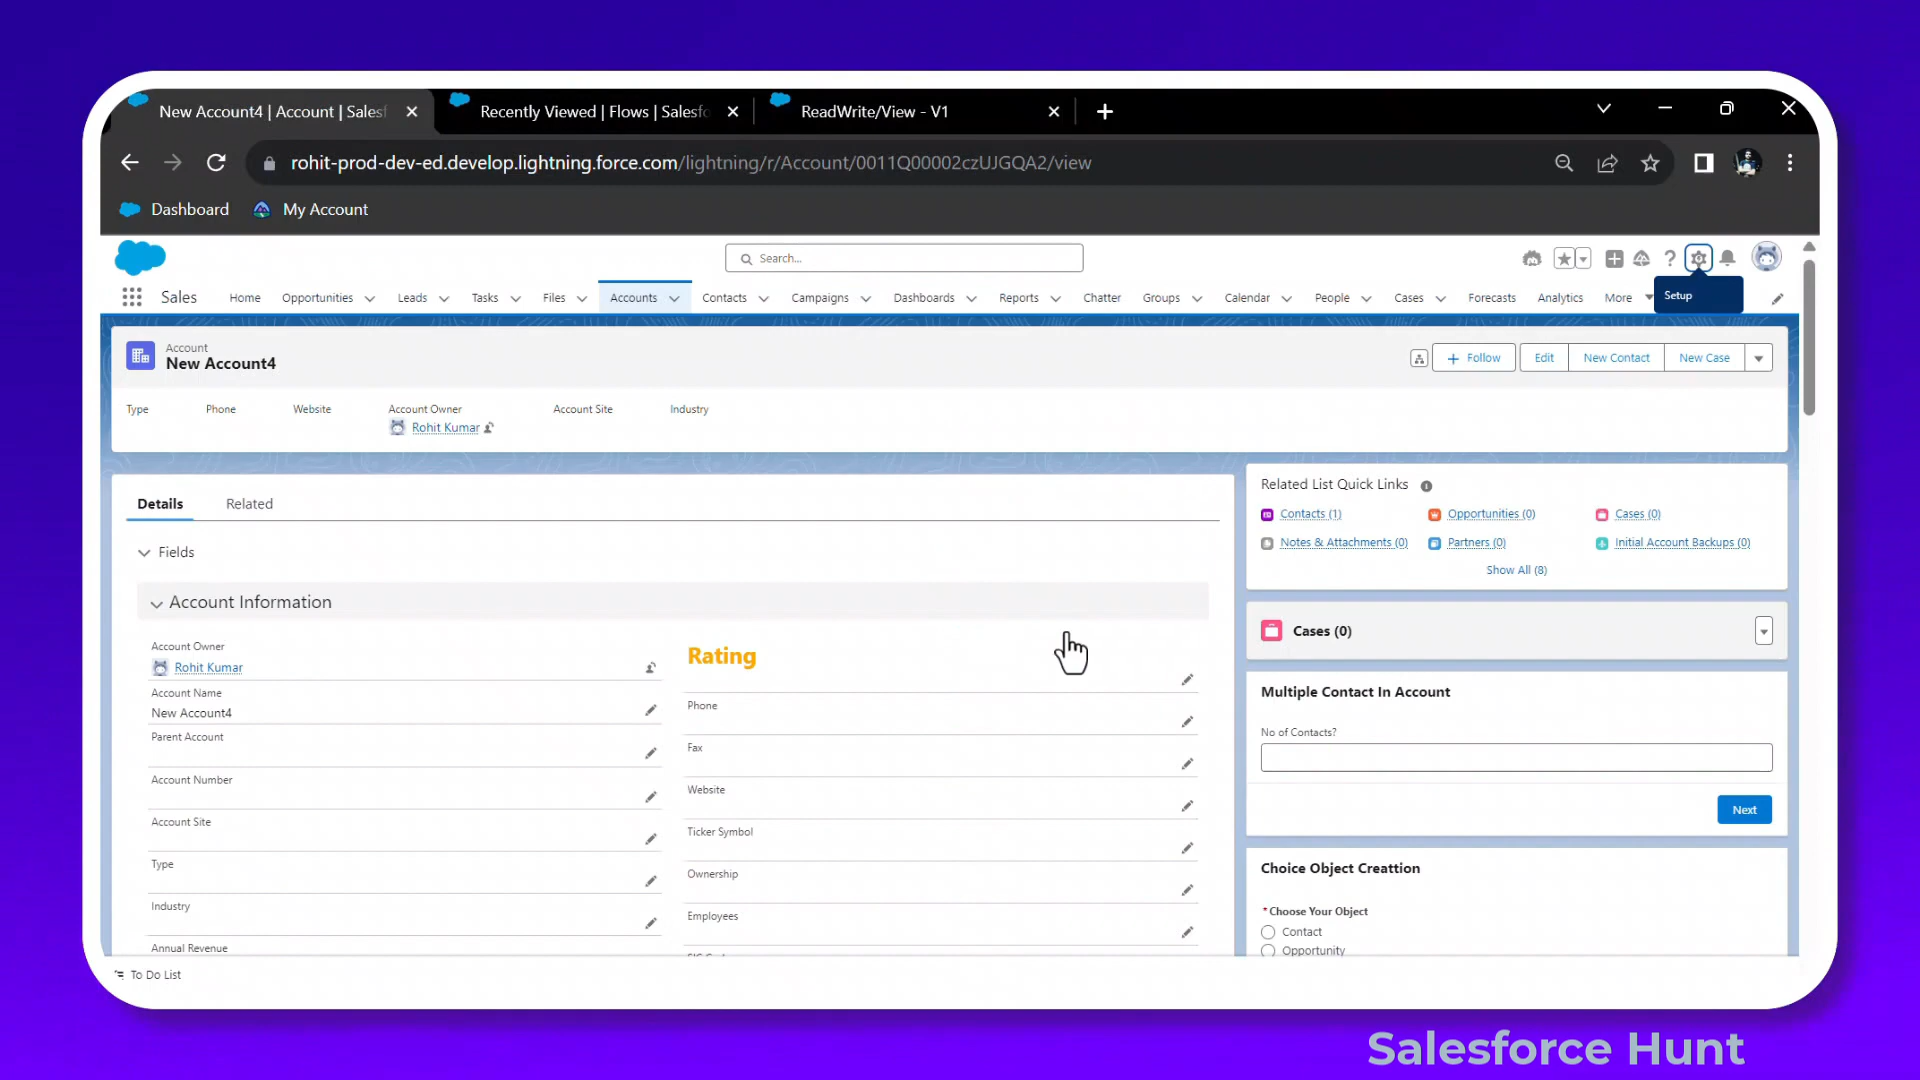 New Account4 | Account | Salesf
Recently Viewed | Flows | Salesfo
ReadWrite/View - V1
rohit-prod-dev-ed.develop.lightning.force.com/lightning/r/Account/0011Q00002czUJGQA2/view
Dashboard
My Account
Search...
Sales
Home
Opportunities
Leads
Tasks
Files
Accounts
Contacts
Campaigns
Dashboards
Reports
Chatter
Groups
Calendar
People
Cases
Forecasts
Analytics
More
Setup
Account
New Account4
Follow
Edit
New Contact
New Case
Type
Phone
Website
Account Owner
Account Site
Industry
Rohit Kumar
Details
Related
Fields
Account Information
Account Owner
Rohit Kumar
Account Name
New Account4
Parent Account
Account Number
Account Site
Type
Industry
Annual Revenue
Rating
Phone
Fax
Website
Ticker Symbol
Ownership
Employees
Related List Quick Links
Contacts (1)
Opportunities (0)
Cases (0)
Notes & Attachments (0)
Partners (0)
Initial Account Backups (0)
Show All (8)
Cases (0)
Multiple Contact In Account
No of Contacts?
Next
Choice Object Creattion
*Choose Your Object
Contact
Opportunity
To Do List
Salesforce Hunt